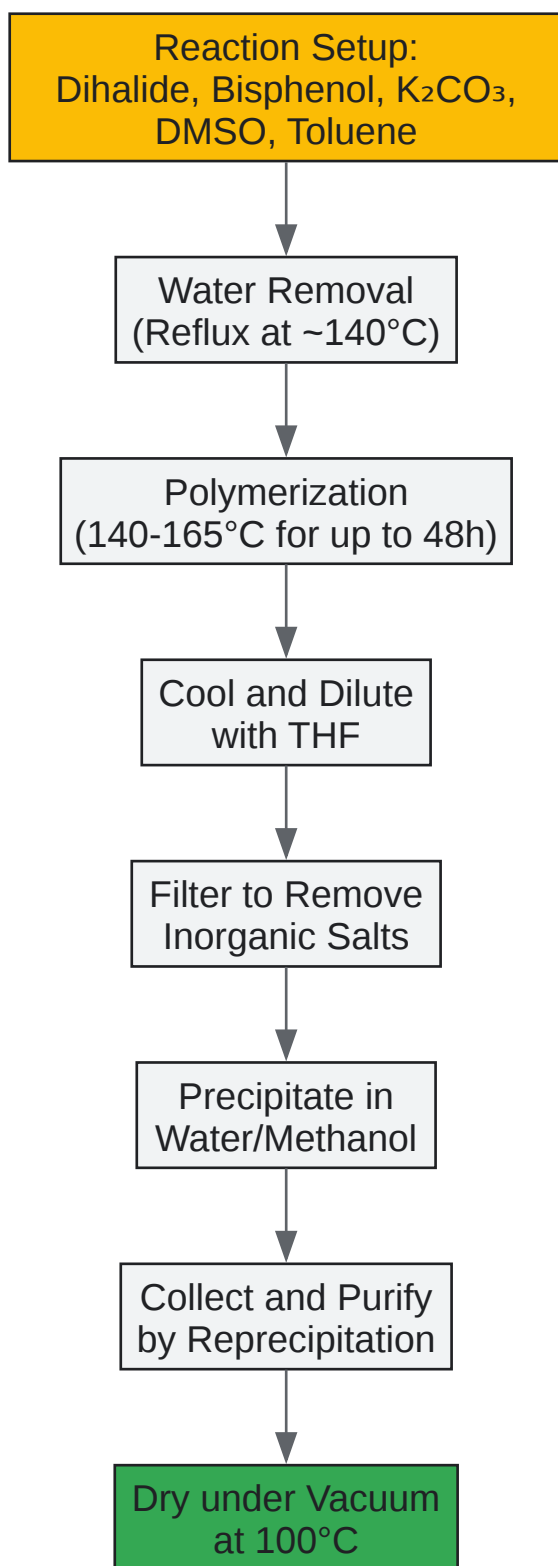 Reaction Setup:
Dihalide, Bisphenol, K₂CO₃,
DMSO, Toluene
Water Removal
(Reflux at ~140°C)
Polymerization
(140-165°C for up to 48h)
Cool and Dilute
with THF
Filter to Remove
Inorganic Salts
Precipitate in
Water/Methanol
Collect and Purify
by Reprecipitation
Dry under Vacuum
at 100°C